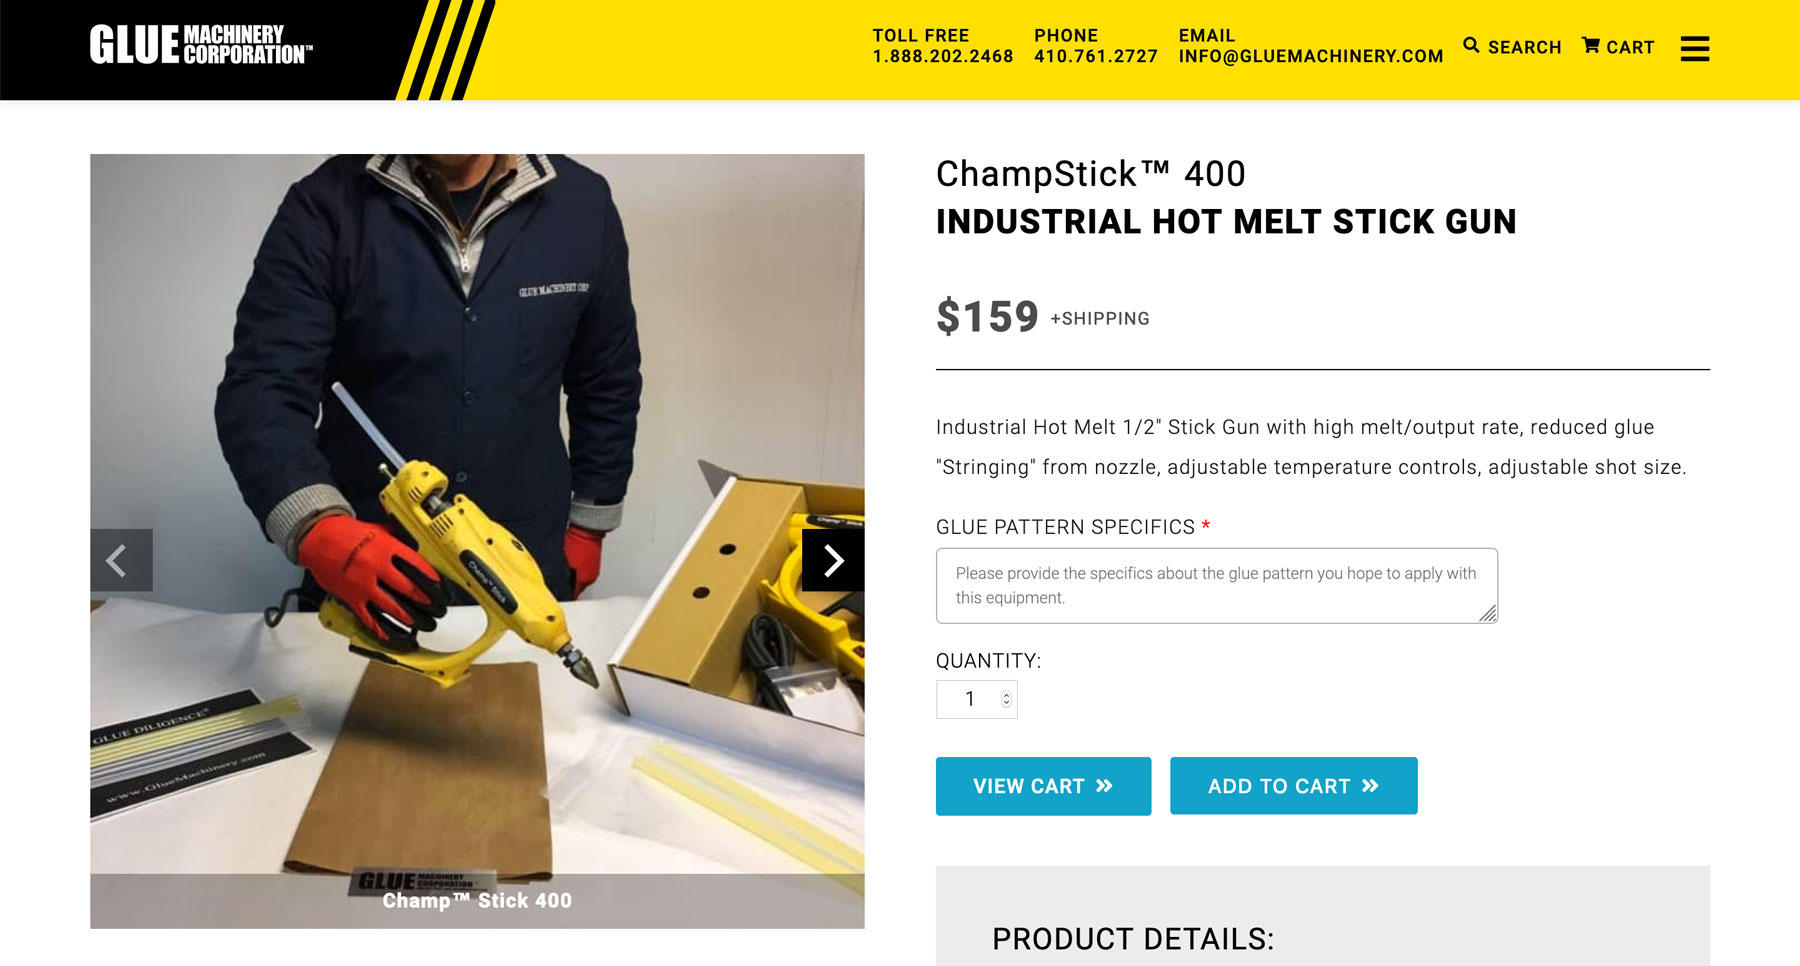 GLUE MACHINERY CORPORATION™
TOLL FREE
1.888.202.2468
PHONE
410.761.2727
EMAIL
INFO@GLUEMACHINERY.COM
SEARCH
CART
GLUE MACHINERY CORP
Champ™ Stick
GLUE DILIGENCE®
www.GlueMachinery.com
GLUE MACHINERY CORPORATION
Champ™ Stick 400
ChampStick™ 400
INDUSTRIAL HOT MELT STICK GUN
$159 +SHIPPING
Industrial Hot Melt 1/2" Stick Gun with high melt/output rate, reduced glue
"Stringing" from nozzle, adjustable temperature controls, adjustable shot size.
GLUE PATTERN SPECIFICS *
Please provide the specifics about the glue pattern you hope to apply with
this equipment.
QUANTITY:
1
VIEW CART »
ADD TO CART »
PRODUCT DETAILS: